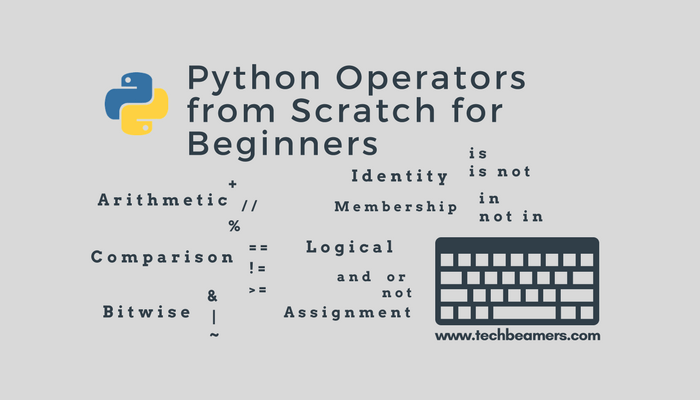 Python Operators
from Scratch for
Beginners
Identity
is
is not
Membership
in
not in
Arithmetic
+
//
%
Comparison
==
!=
>=
Logical
and or
not
Bitwise
&
|
~
Assignment
www.techbeamers.com